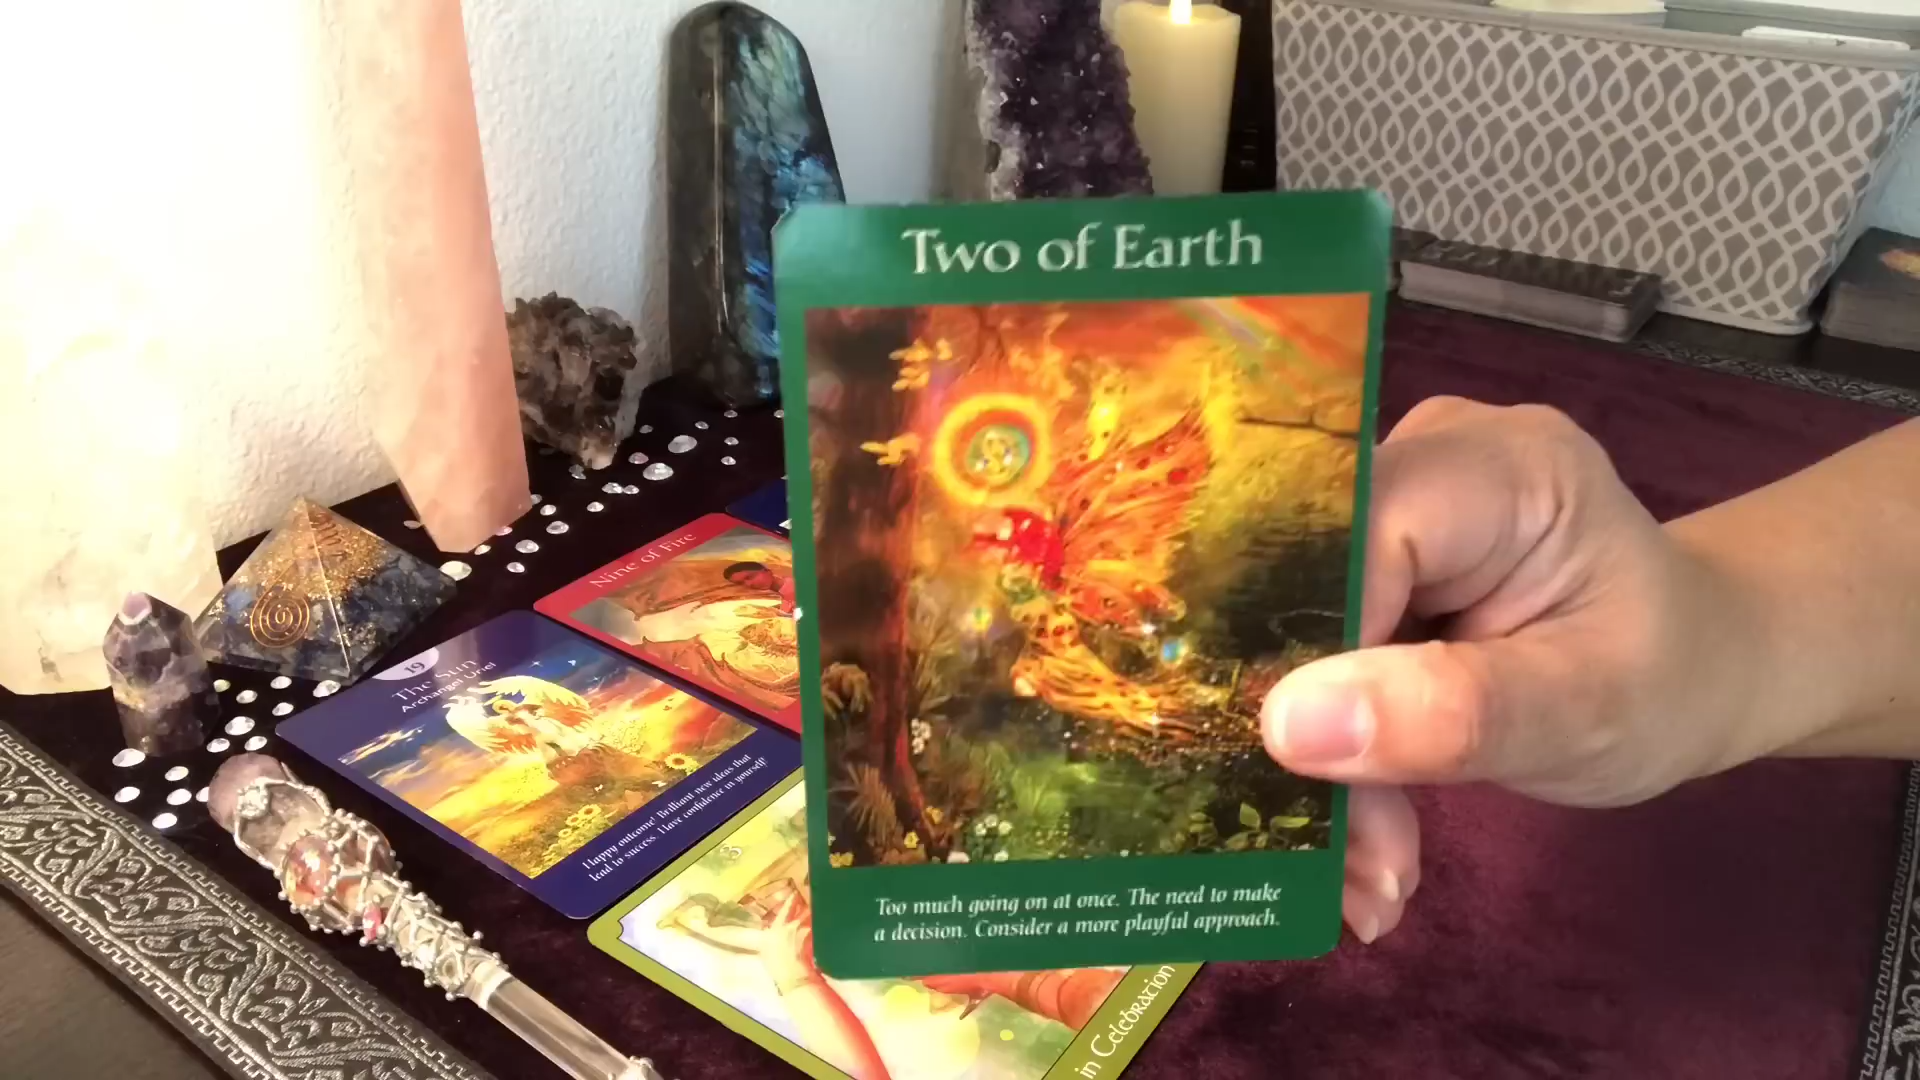 Two of Earth
Too much going on at once. The need to make
a decision. Consider a more playful approach.
Nine of Fire
19
The Sun
Archangel Uriel
Happy outcome! Brilliant new ideas that
lead to success. Have confidence in yourself!
3
in Celebration